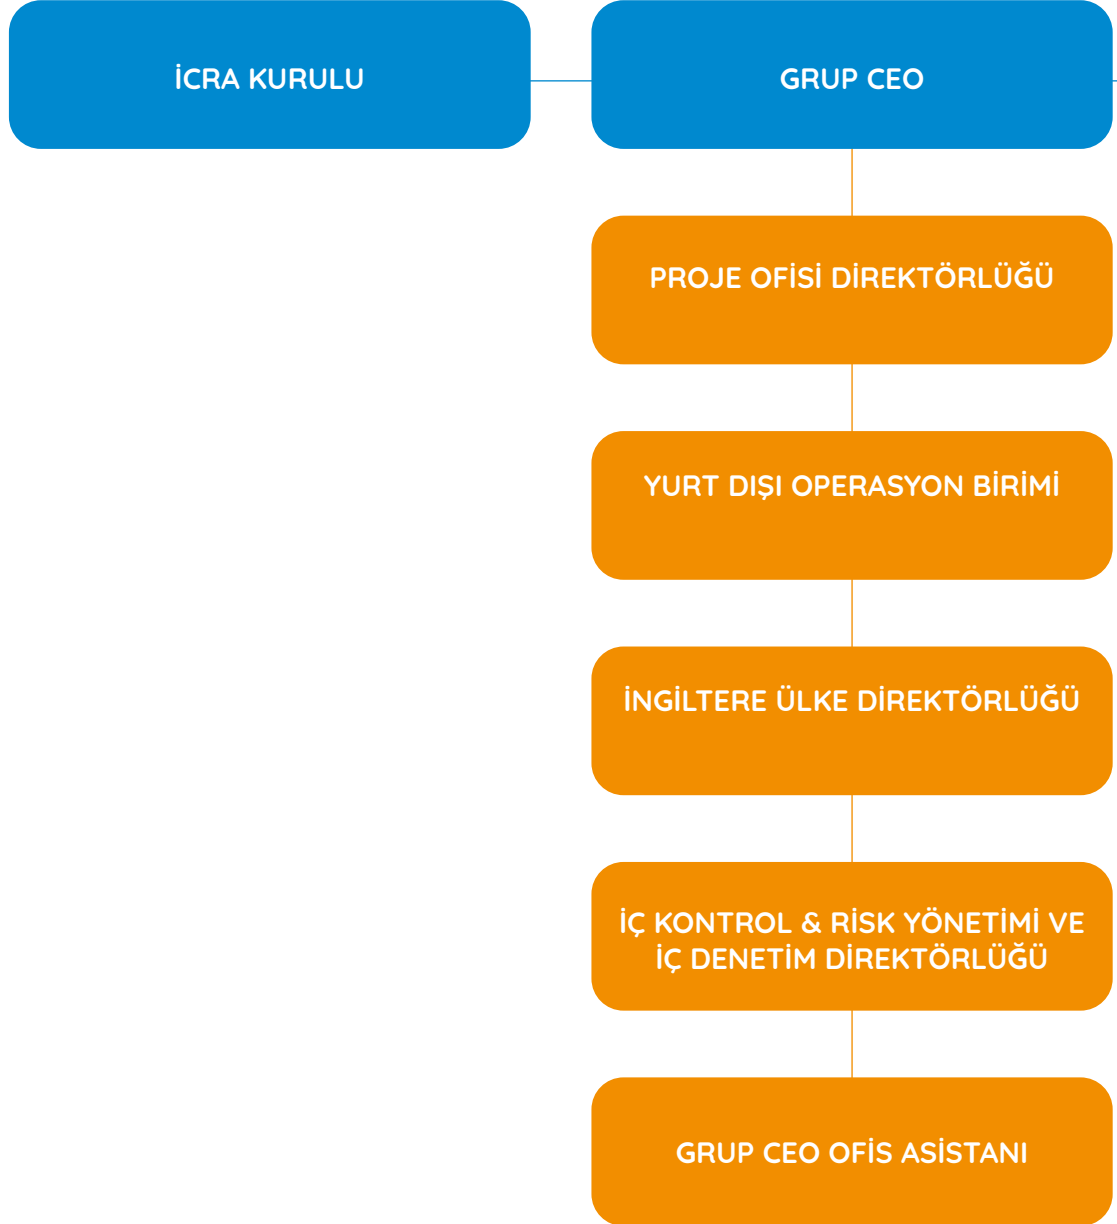 İCRA KURULU
GRUP CEO
PROJE OFİSİ DİREKTÖRLÜĞÜ
YURT DIŞI OPERASYON BİRİMİ
İNGİLTERE ÜLKE DİREKTÖRLÜĞÜ
İÇ KONTROL & RİSK YÖNETİMİ VE
İÇ DENETİM DİREKTÖRLÜĞÜ
GRUP CEO OFİS ASİSTANI